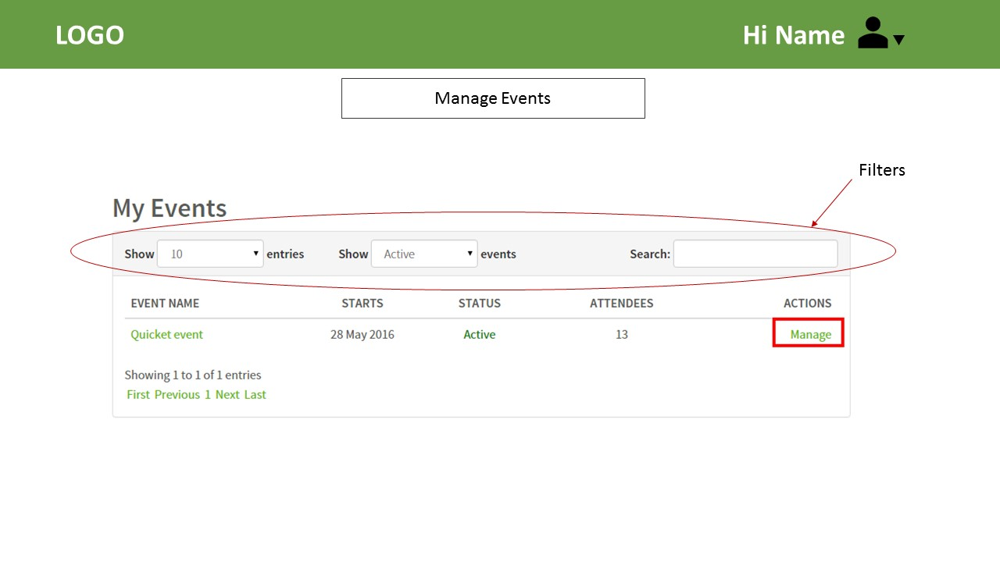 LOGO
Hi Name
Manage Events
Filters
My Events
Show 10 entries Show Active events Search:
EVENT NAME STARTS STATUS ATTENDEES ACTIONS
Quicket event 28 May 2016 Active 13 Manage
Showing 1 to 1 of 1 entries
First Previous 1 Next Last